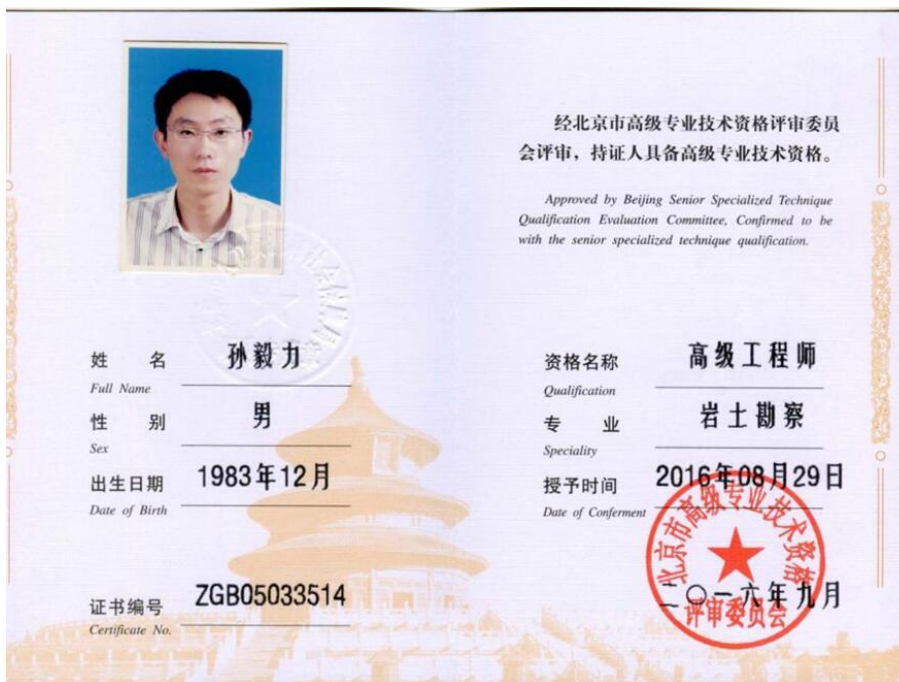 经北京市高级专业技术资格评审委员
会评审，持证人具备高级专业技术资格。
Approved by Beijing Senior Specialized Technique
Qualification Evaluation Committee, Confirmed to be
with the senior specialized technique qualification.
姓 名 孙毅力
Full Name
性 别 男
Sex
出生日期 1983年12月
Date of Birth
证书编号 ZGB05033514
Certificate No.
资格名称 高级工程师
Qualification
专 业 岩土勘察
Speciality
授予时间 2016年08月29日
Date of Conferment
北京市高级专业技术资格
评审委员会
二〇一六年九月